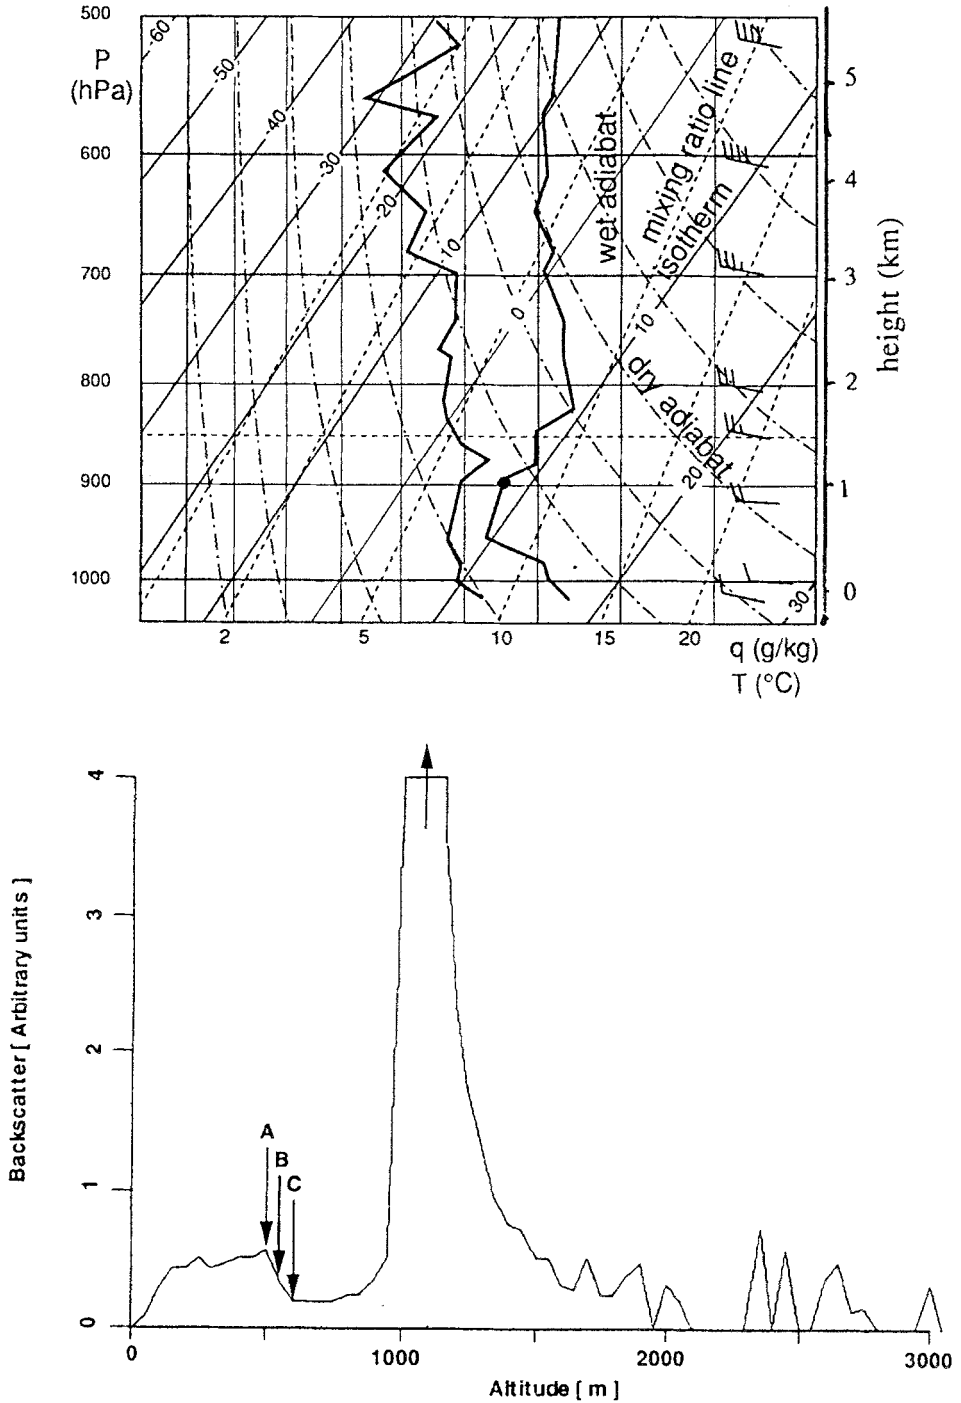 500
P
(hPa)
600
700
800
900
1000
-60
-50
-40
-30
-20
10
0
10
20
30
wet adiabat
mixing ratio line
isotherm
dry adiabat
5
4
3
2
1
0
height (km)
2 5 10 15 20
q (g/kg)
T (°C)
4
3
2
1
0
Backscatter [ Arbitrary units ]
A
B
C
0 1000 2000 3000
Altitude [ m ]